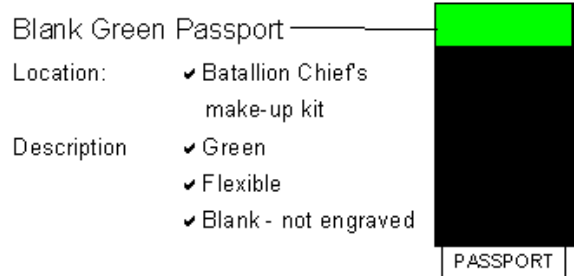 Blank Green Passport
Location: ✔ Batallion Chief's
make-up kit
Description ✔ Green
✔ Flexible
✔ Blank - not engraved
PASSPORT